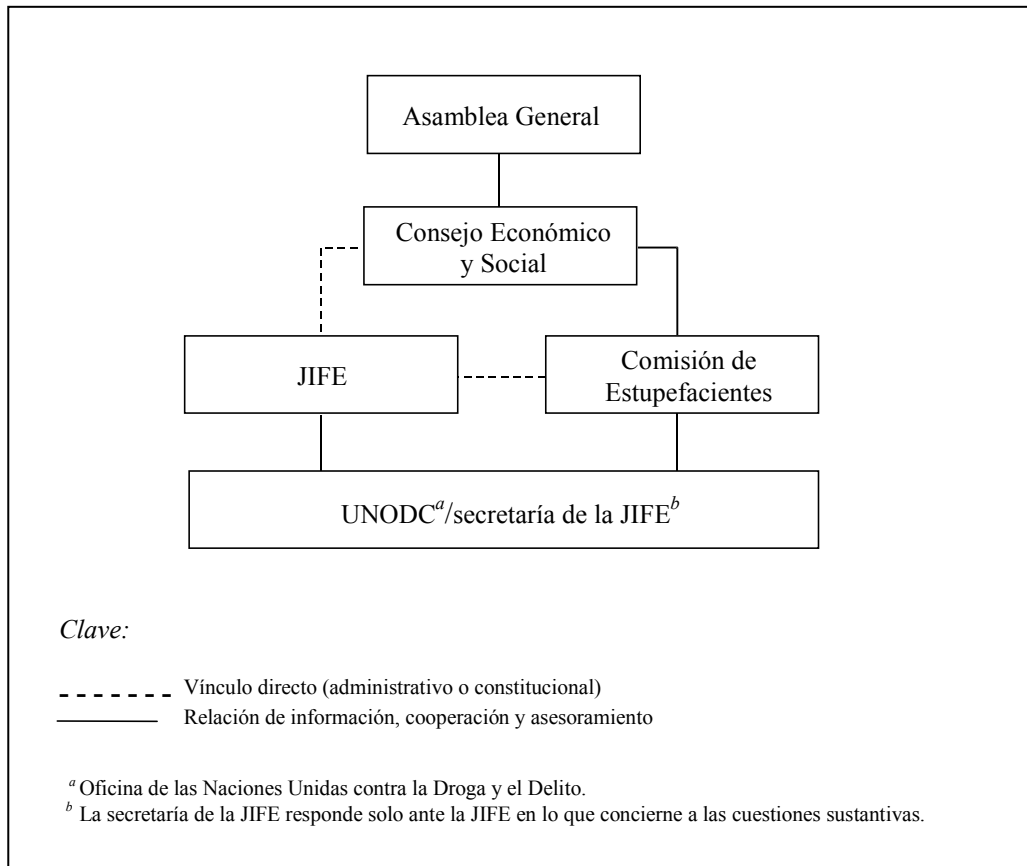 Asamblea General
Consejo Económico
y Social
JIFE
Comisión de
Estupefacientes
UNODCa/secretaría de la JIFEb
Clave:
Vínculo directo (administrativo o constitucional)
Relación de información, cooperación y asesoramiento
a Oficina de las Naciones Unidas contra la Droga y el Delito.
b La secretaría de la JIFE responde solo ante la JIFE en lo que concierne a las cuestiones sustantivas.